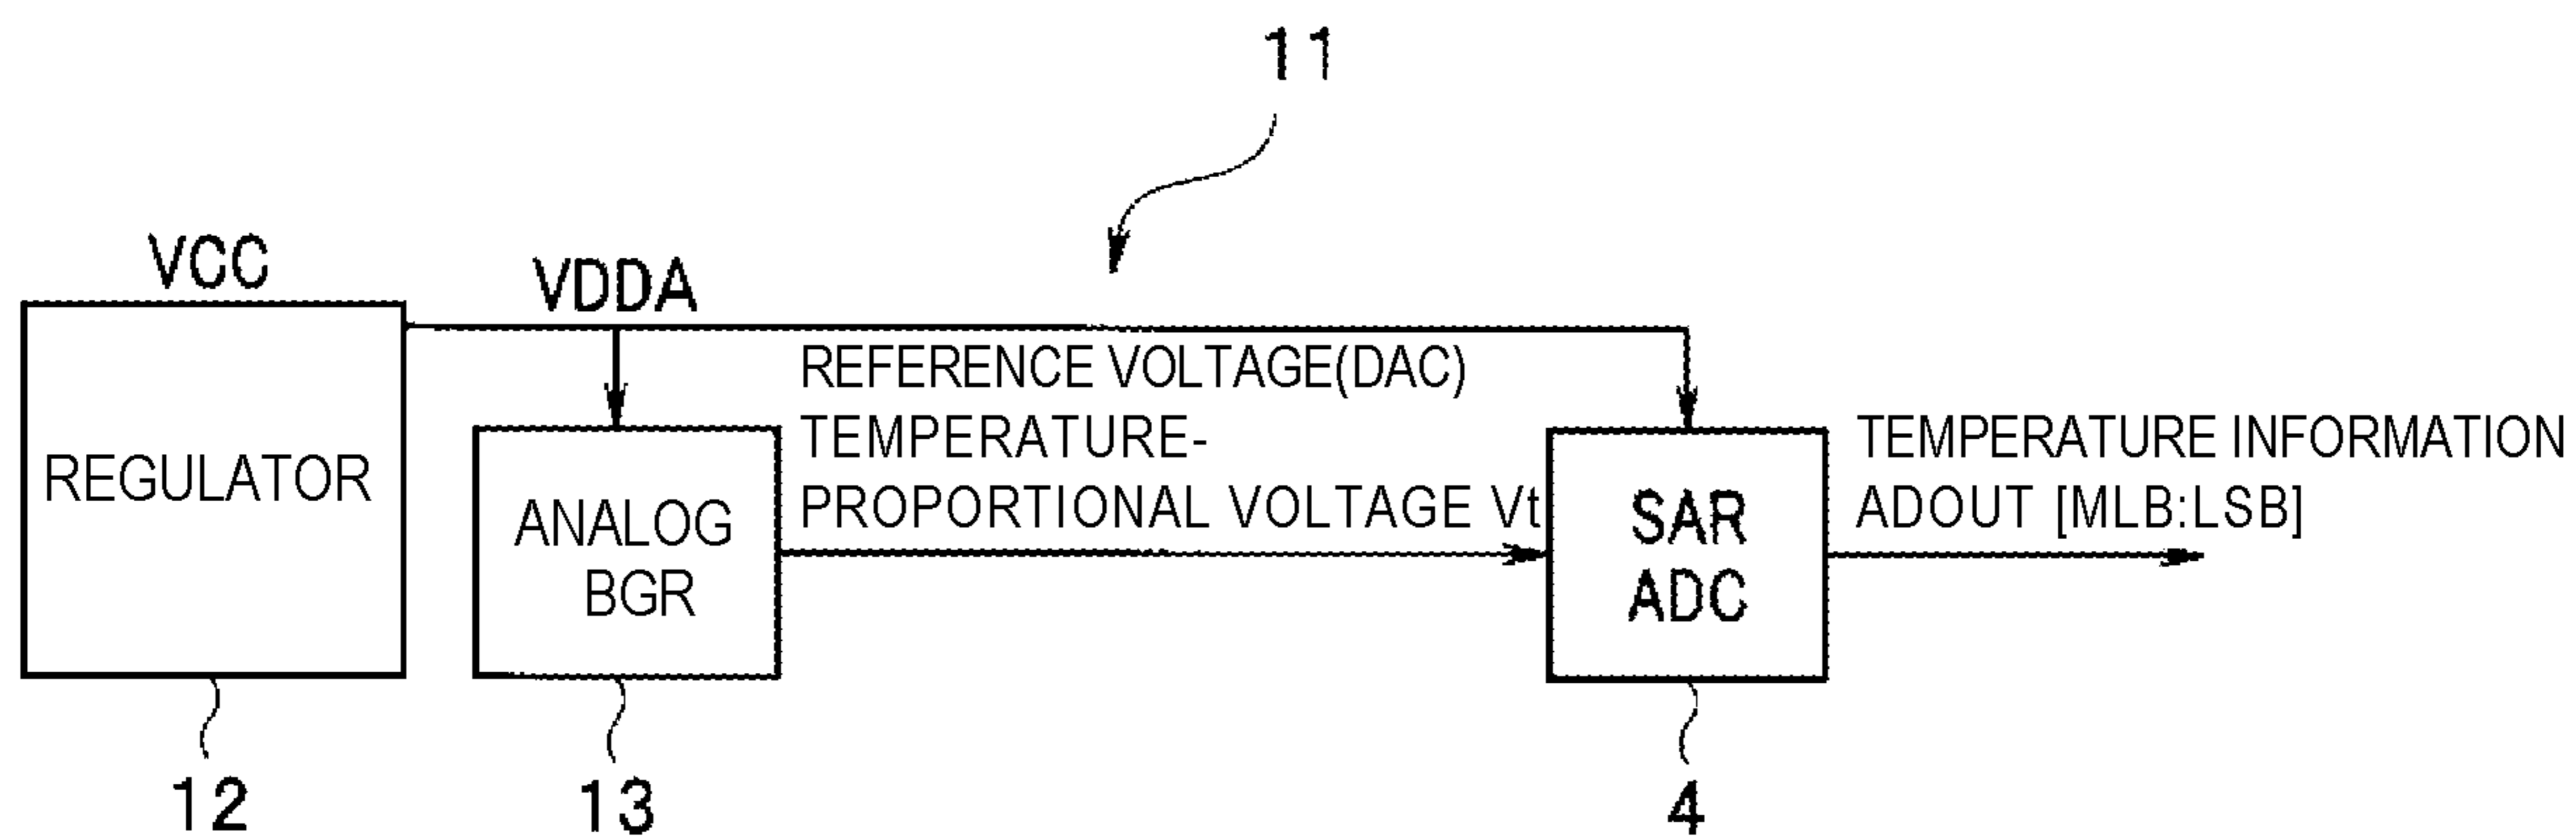 11
VCC
VDDA
REFERENCE VOLTAGE(DAC)
TEMPERATURE-
PROPORTIONAL VOLTAGE Vt
REGULATOR
ANALOG
BGR
SAR
ADC
TEMPERATURE INFORMATION
ADOUT [MLB:LSB]
12
13
4